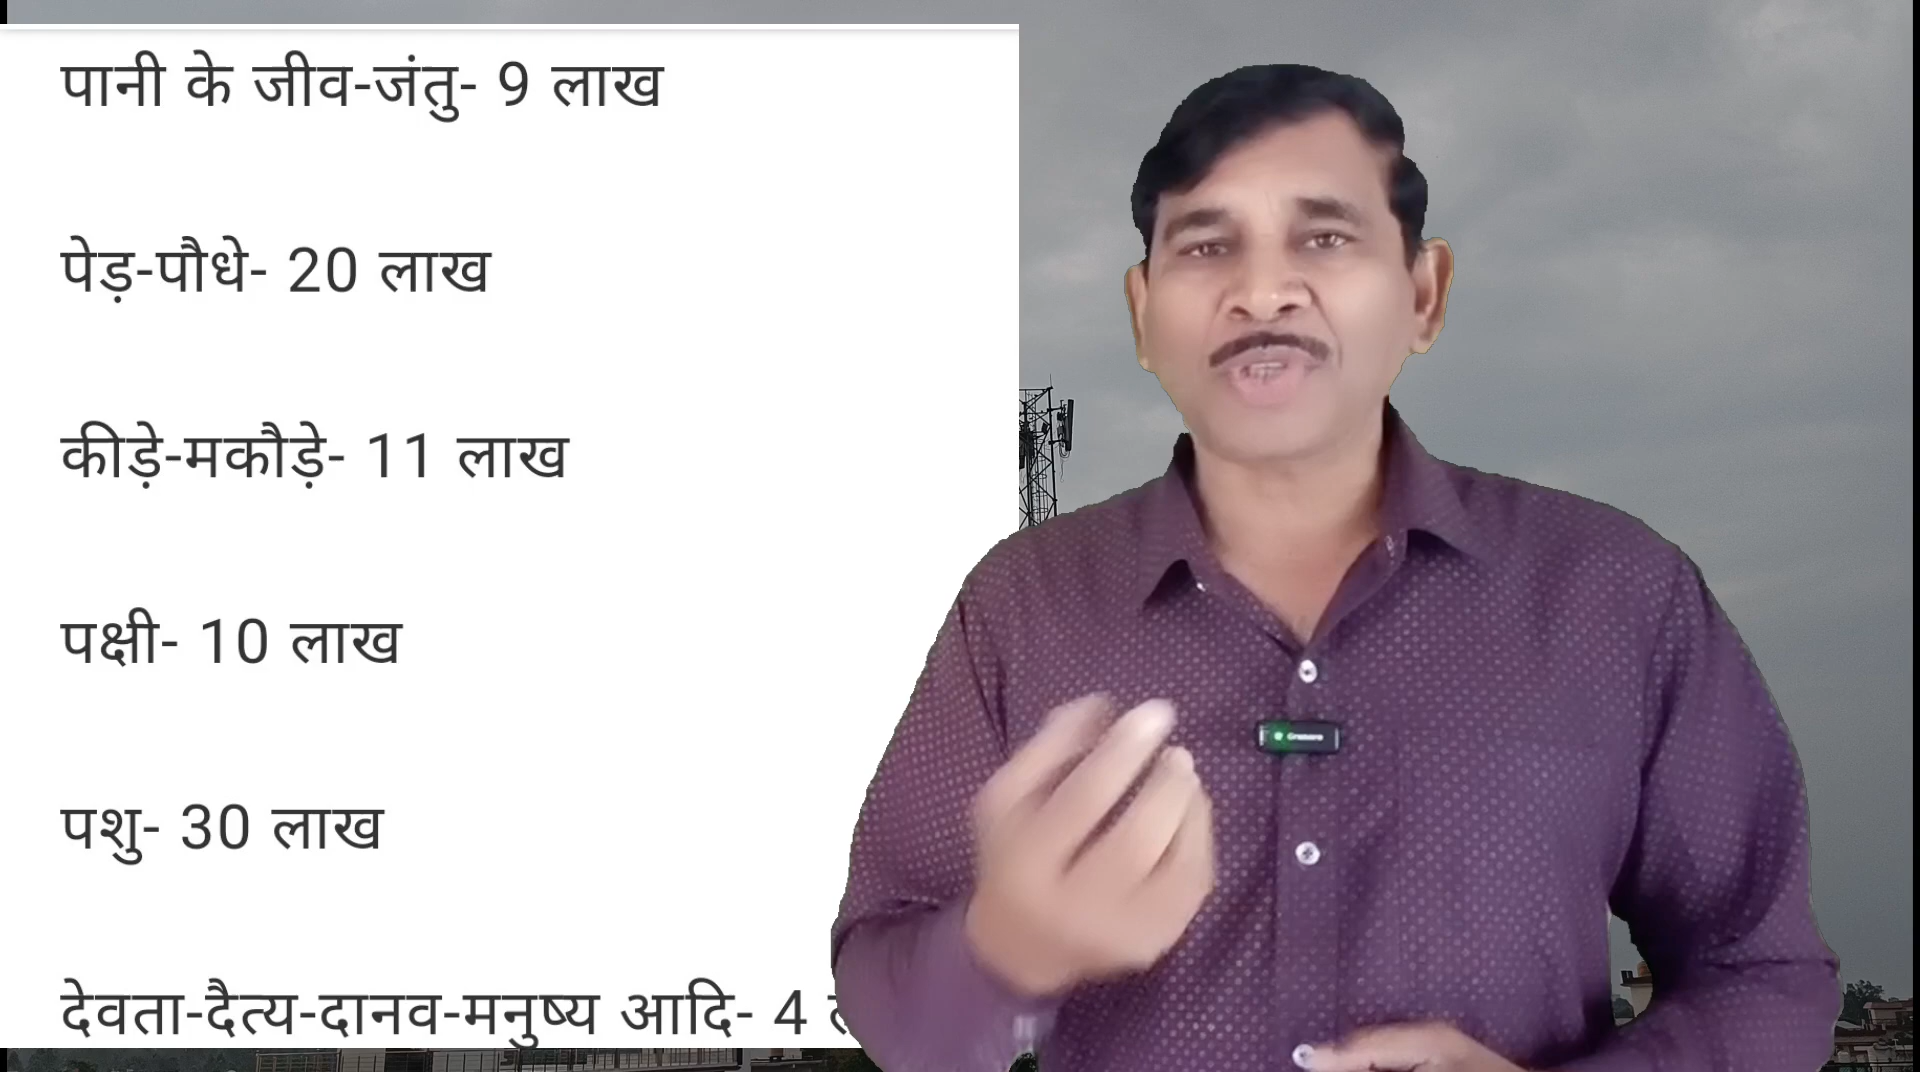 पानी के जीव-जंतु- 9 लाख
पेड़-पौधे- 20 लाख
कीड़े-मकौड़े- 11 लाख
पक्षी- 10 लाख
पशु- 30 लाख
देवता-दैत्य-दानव-मनुष्य आदि- 4